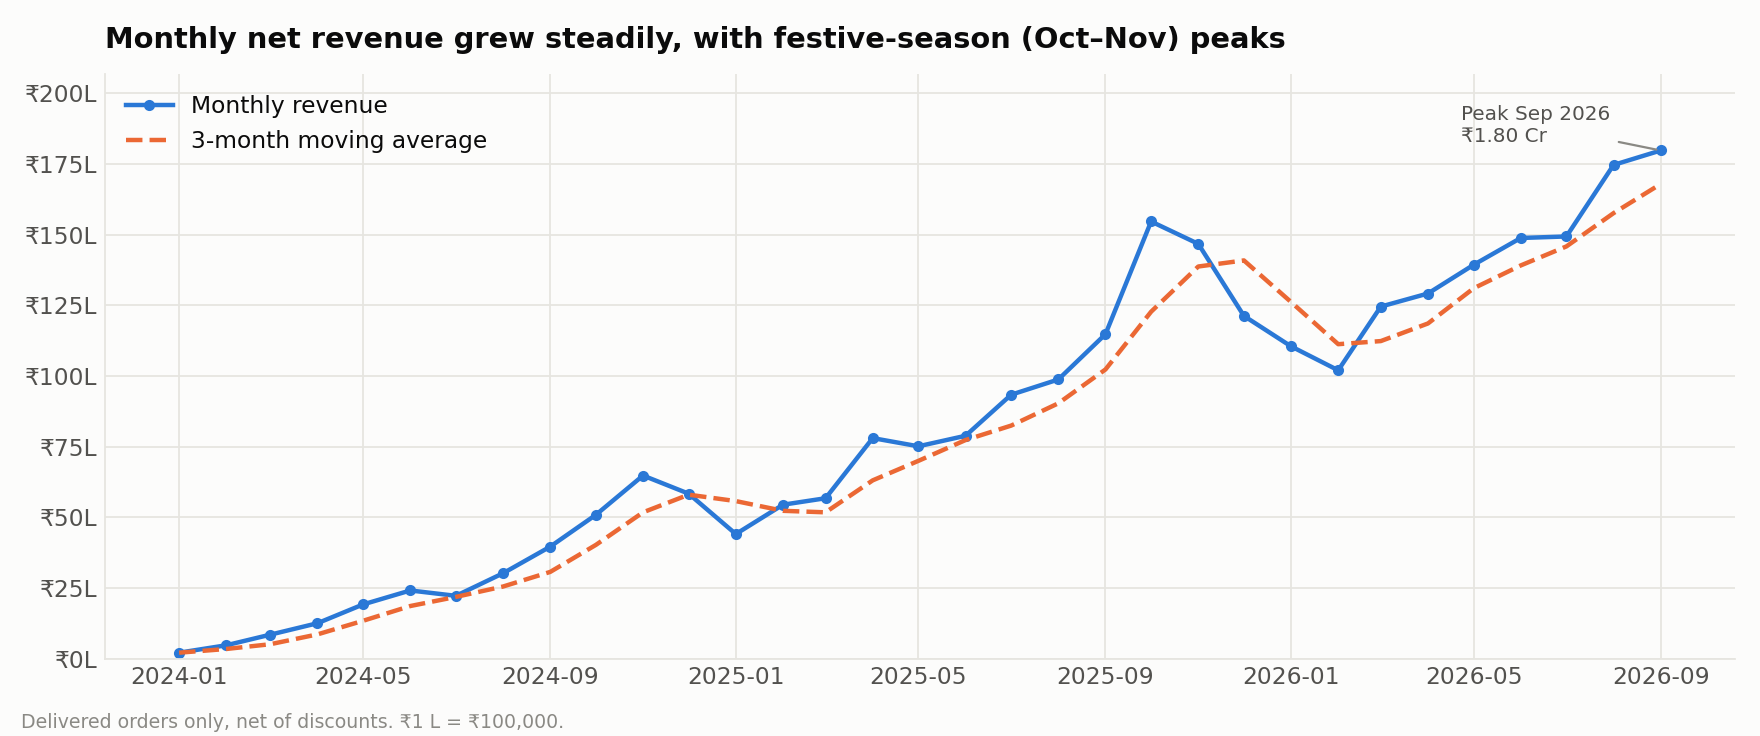 Monthly net revenue grew steadily, with festive-season (Oct–Nov) peaks
₹200L
₹175L
₹150L
₹125L
₹100L
₹75L
₹50L
₹25L
₹0L
Monthly revenue
3-month moving average
Peak Sep 2026
₹1.80 Cr
2024-01
2024-05
2024-09
2025-01
2025-05
2025-09
2026-01
2026-05
2026-09
Delivered orders only, net of discounts. ₹1 L = ₹100,000.